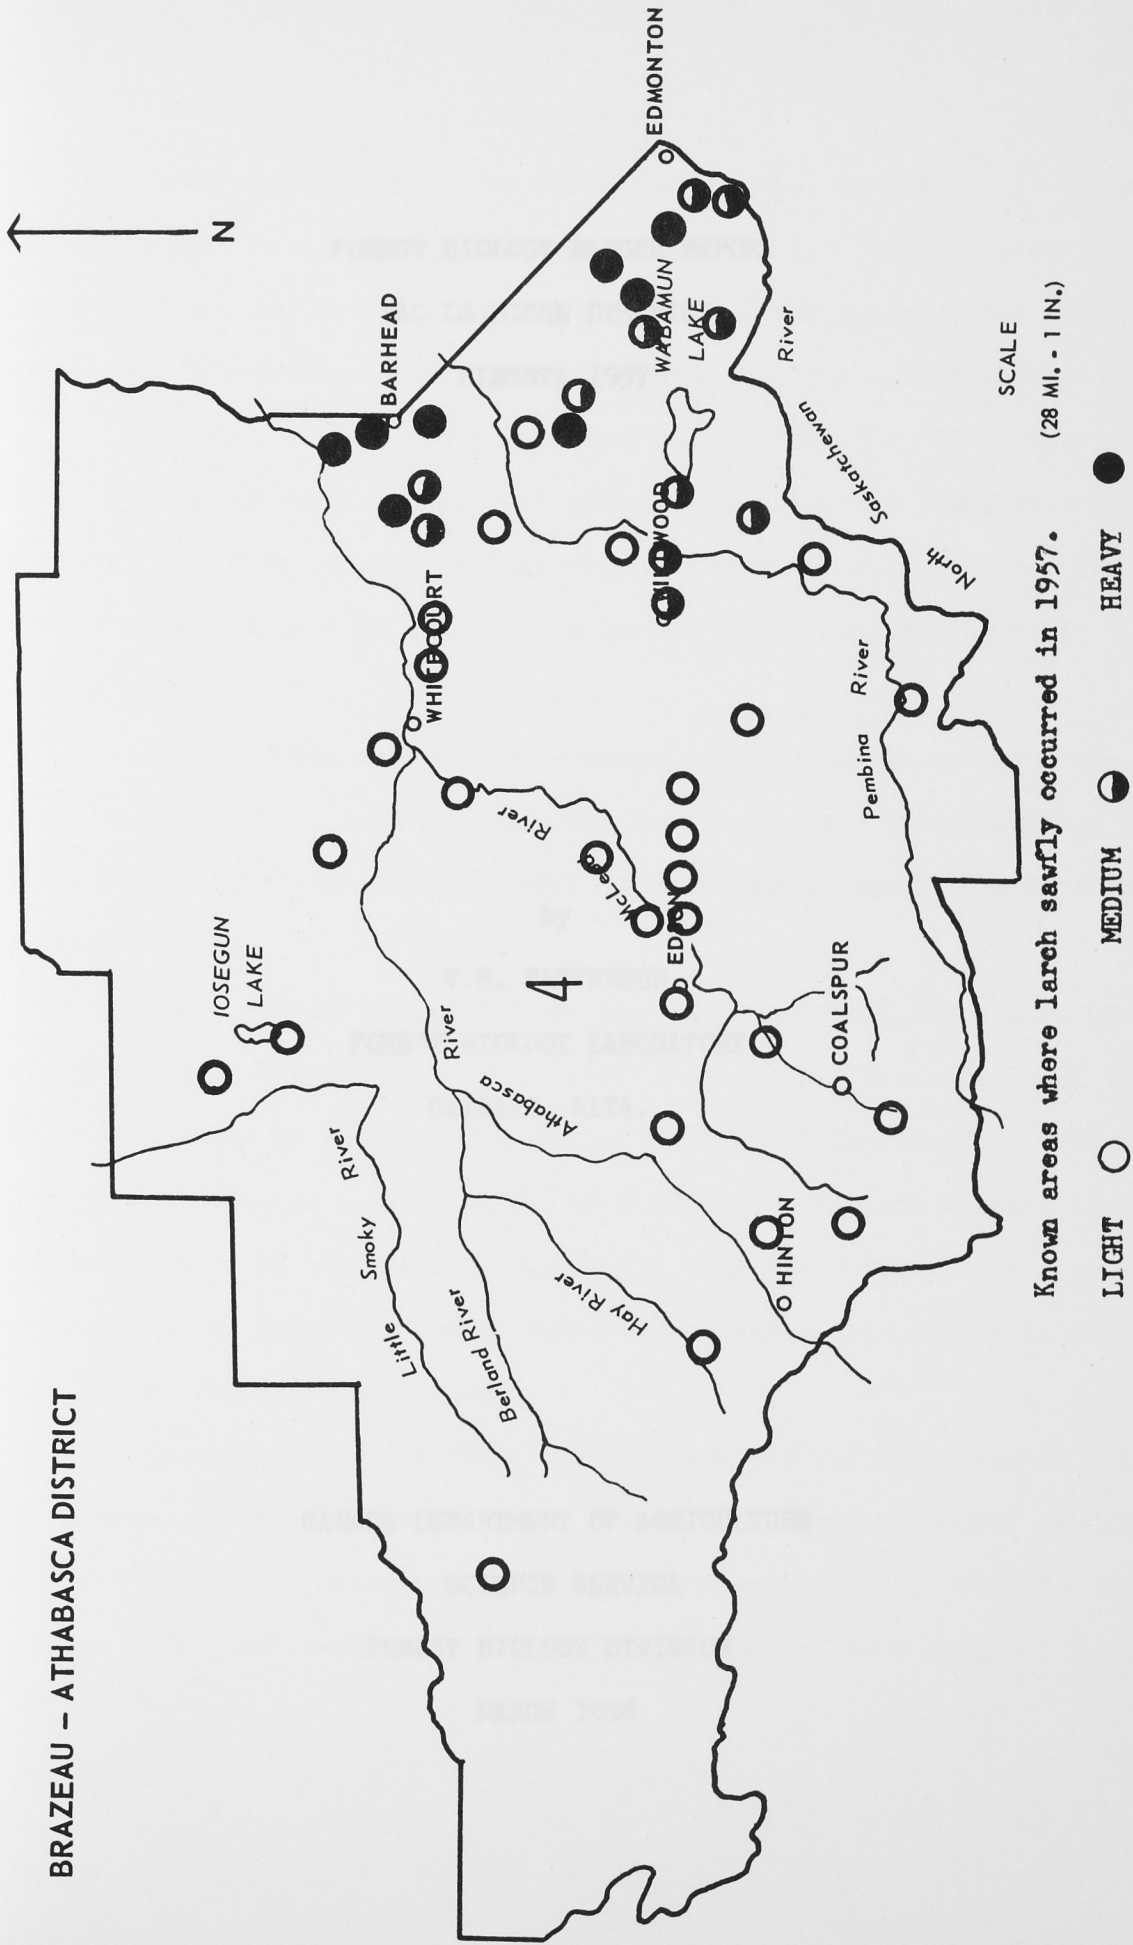 BRAZEAU – ATHABASCA DISTRICT
N
IOSEGUN
LAKE
BARHEAD
WHITECOURT
EDMONTON
WABAMUN
LAKE
WILDWOOD
EDSON
4
COALSPUR
HINTON
Little Smoky River
Berland River
Hay River
Athabasca River
McLeod River
Pembina River
North Saskatchewan River
SCALE
(28 MI. - 1 IN.)
Known areas where larch sawfly occurred in 1957.
LIGHT
MEDIUM
HEAVY